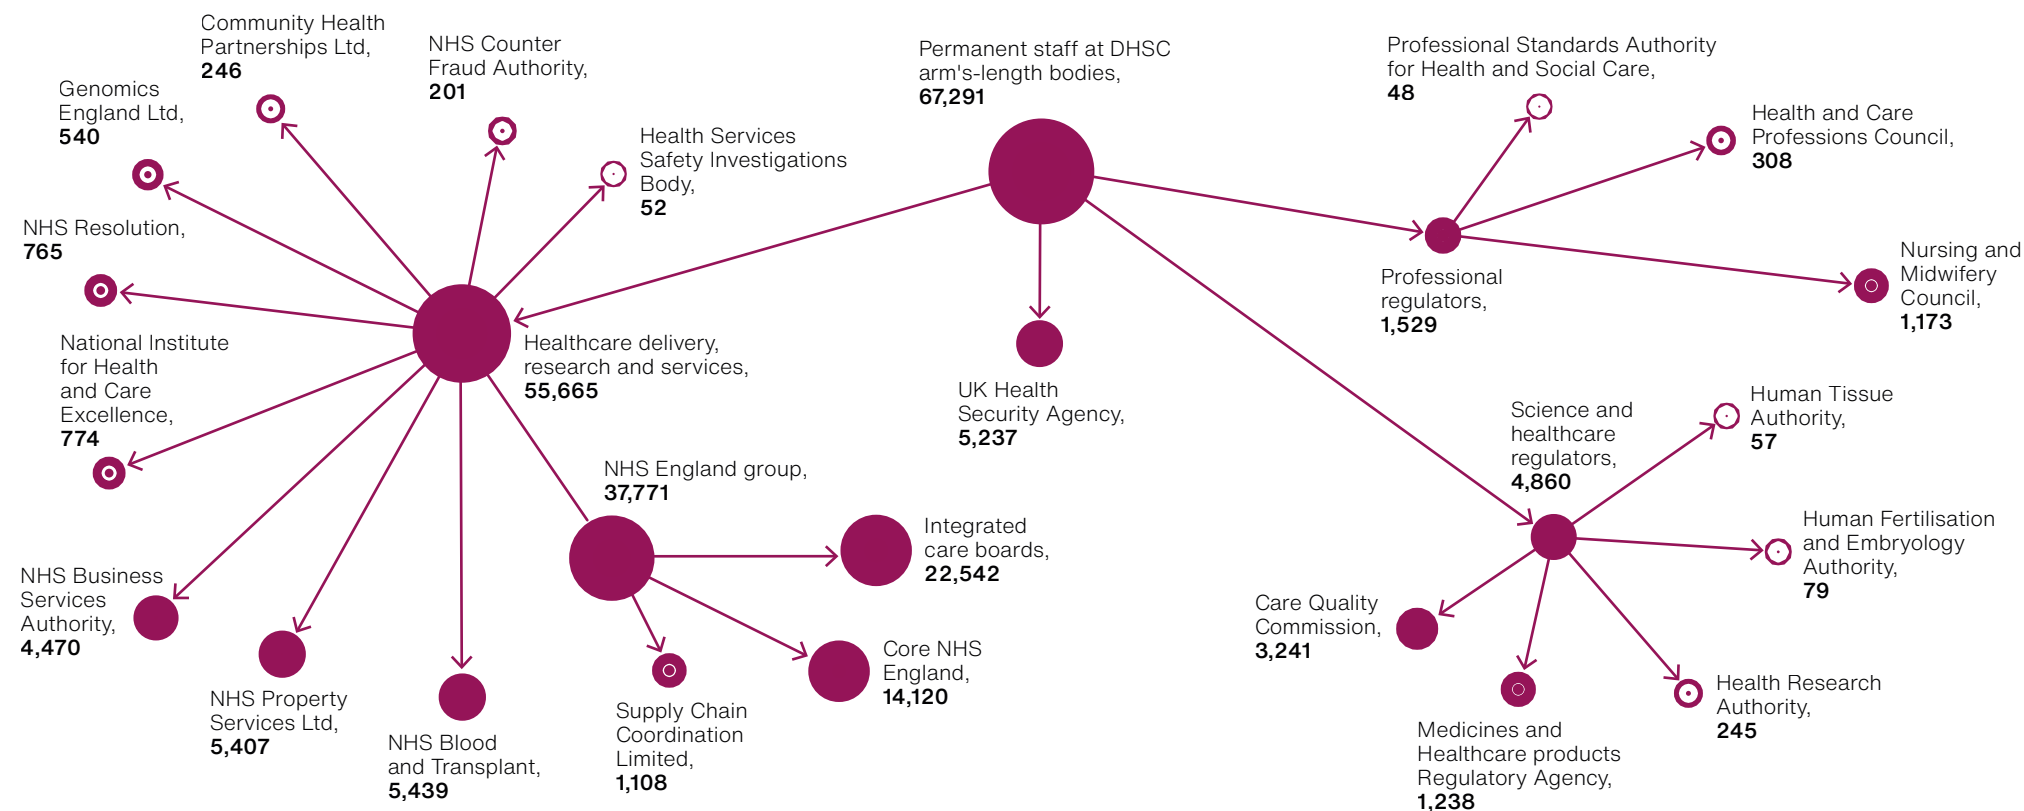 Community Health
Partnerships Ltd,
246
NHS Counter
Fraud Authority,
201
Genomics
England Ltd,
540
Health Services
Safety Investigations
Body,
52
NHS Resolution,
765
National Institute
for Health
and Care
Excellence,
774
Healthcare delivery,
research and services,
55,665
NHS Business
Services
Authority,
4,470
NHS Property
Services Ltd,
5,407
NHS Blood
and Transplant,
5,439
NHS England group,
37,771
Integrated
care boards,
22,542
Core NHS
England,
14,120
Supply Chain
Coordination
Limited,
1,108
Permanent staff at DHSC
arm's-length bodies,
67,291
UK Health
Security Agency,
5,237
Professional Standards Authority
for Health and Social Care,
48
Health and Care
Professions Council,
308
Professional
regulators,
1,529
Nursing and
Midwifery
Council,
1,173
Science and
healthcare
regulators,
4,860
Human Tissue
Authority,
57
Human Fertilisation
and Embryology
Authority,
79
Care Quality
Commission,
3,241
Medicines and
Healthcare products
Regulatory Agency,
1,238
Health Research
Authority,
245